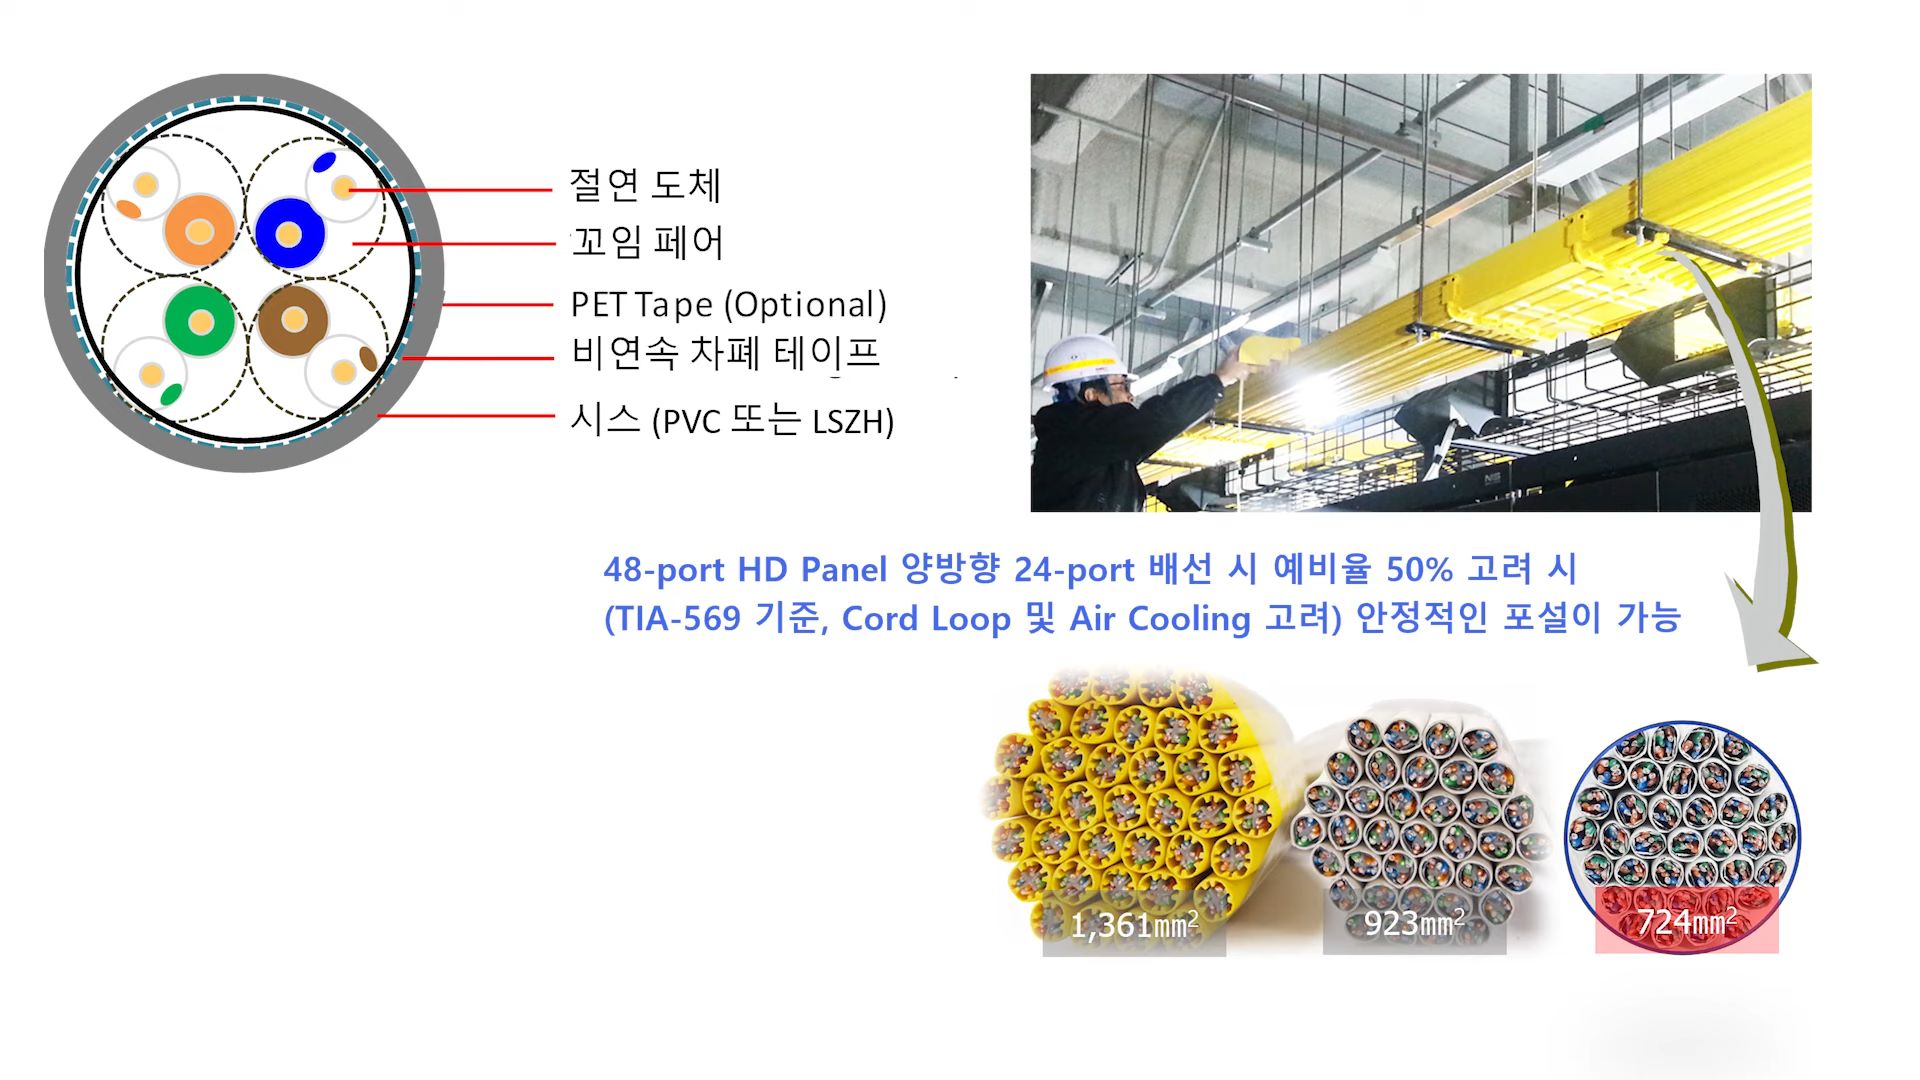 절연 도체
꼬임 페어
PET Tape (Optional)
비연속 차폐 테이프
시스 (PVC 또는 LSZH)
48-port HD Panel 양방향 24-port 배선 시 예비율 50% 고려 시
(TIA-569 기준, Cord Loop 및 Air Cooling 고려) 안정적인 포설이 가능
1,361㎟
923㎟
724㎟